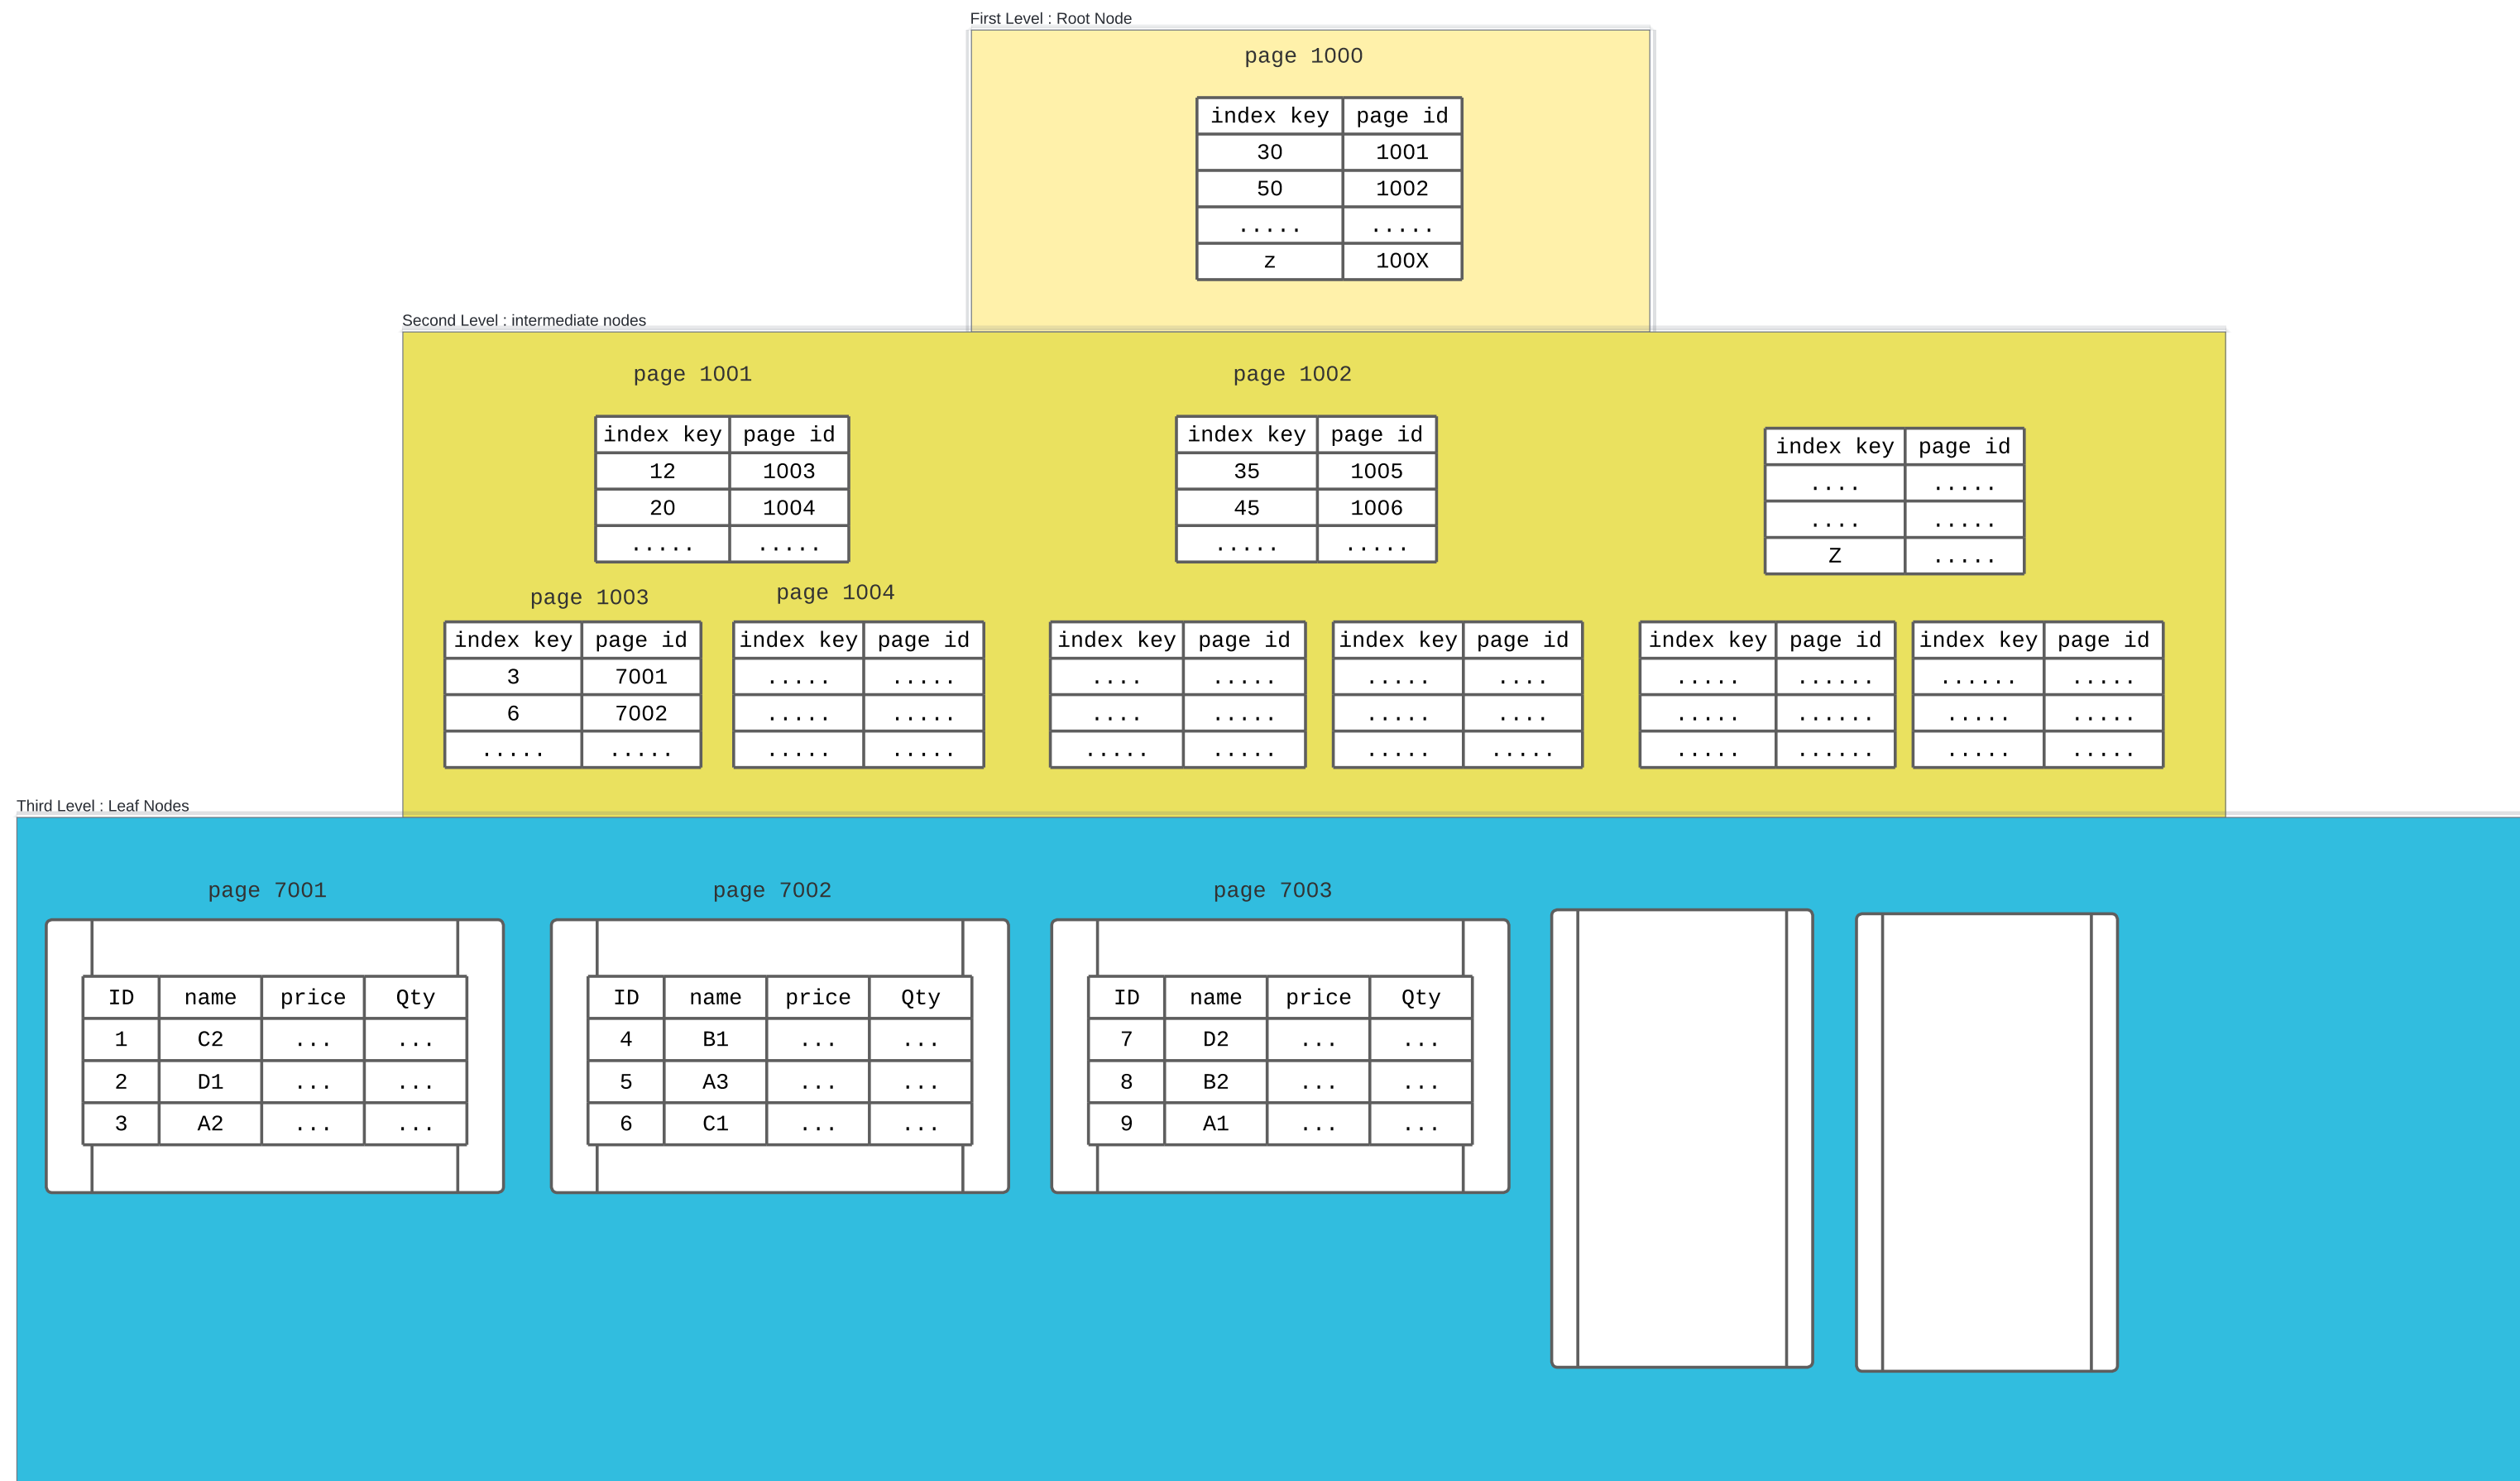 First Level : Root Node
page 1000
index key page id
30 1001
50 1002
..... .....
z 100X
Second Level : intermediate nodes
page 1001
index key page id
12 1003
20 1004
..... .....
page 1002
index key page id
35 1005
45 1006
..... .....
index key page id
.... .....
.... .....
Z .....
page 1003
index key page id
3 7001
6 7002
..... .....
page 1004
index key page id
..... .....
..... .....
..... .....
index key page id
.... .....
.... .....
..... .....
index key page id
..... ....
..... ....
..... .....
index key page id
..... ......
..... ......
..... ......
index key page id
...... .....
..... .....
..... .....
Third Level : Leaf Nodes
page 7001
ID name price Qty
1 C2 ... ...
2 D1 ... ...
3 A2 ... ...
page 7002
ID name price Qty
4 B1 ... ...
5 A3 ... ...
6 C1 ... ...
page 7003
ID name price Qty
7 D2 ... ...
8 B2 ... ...
9 A1 ... ...